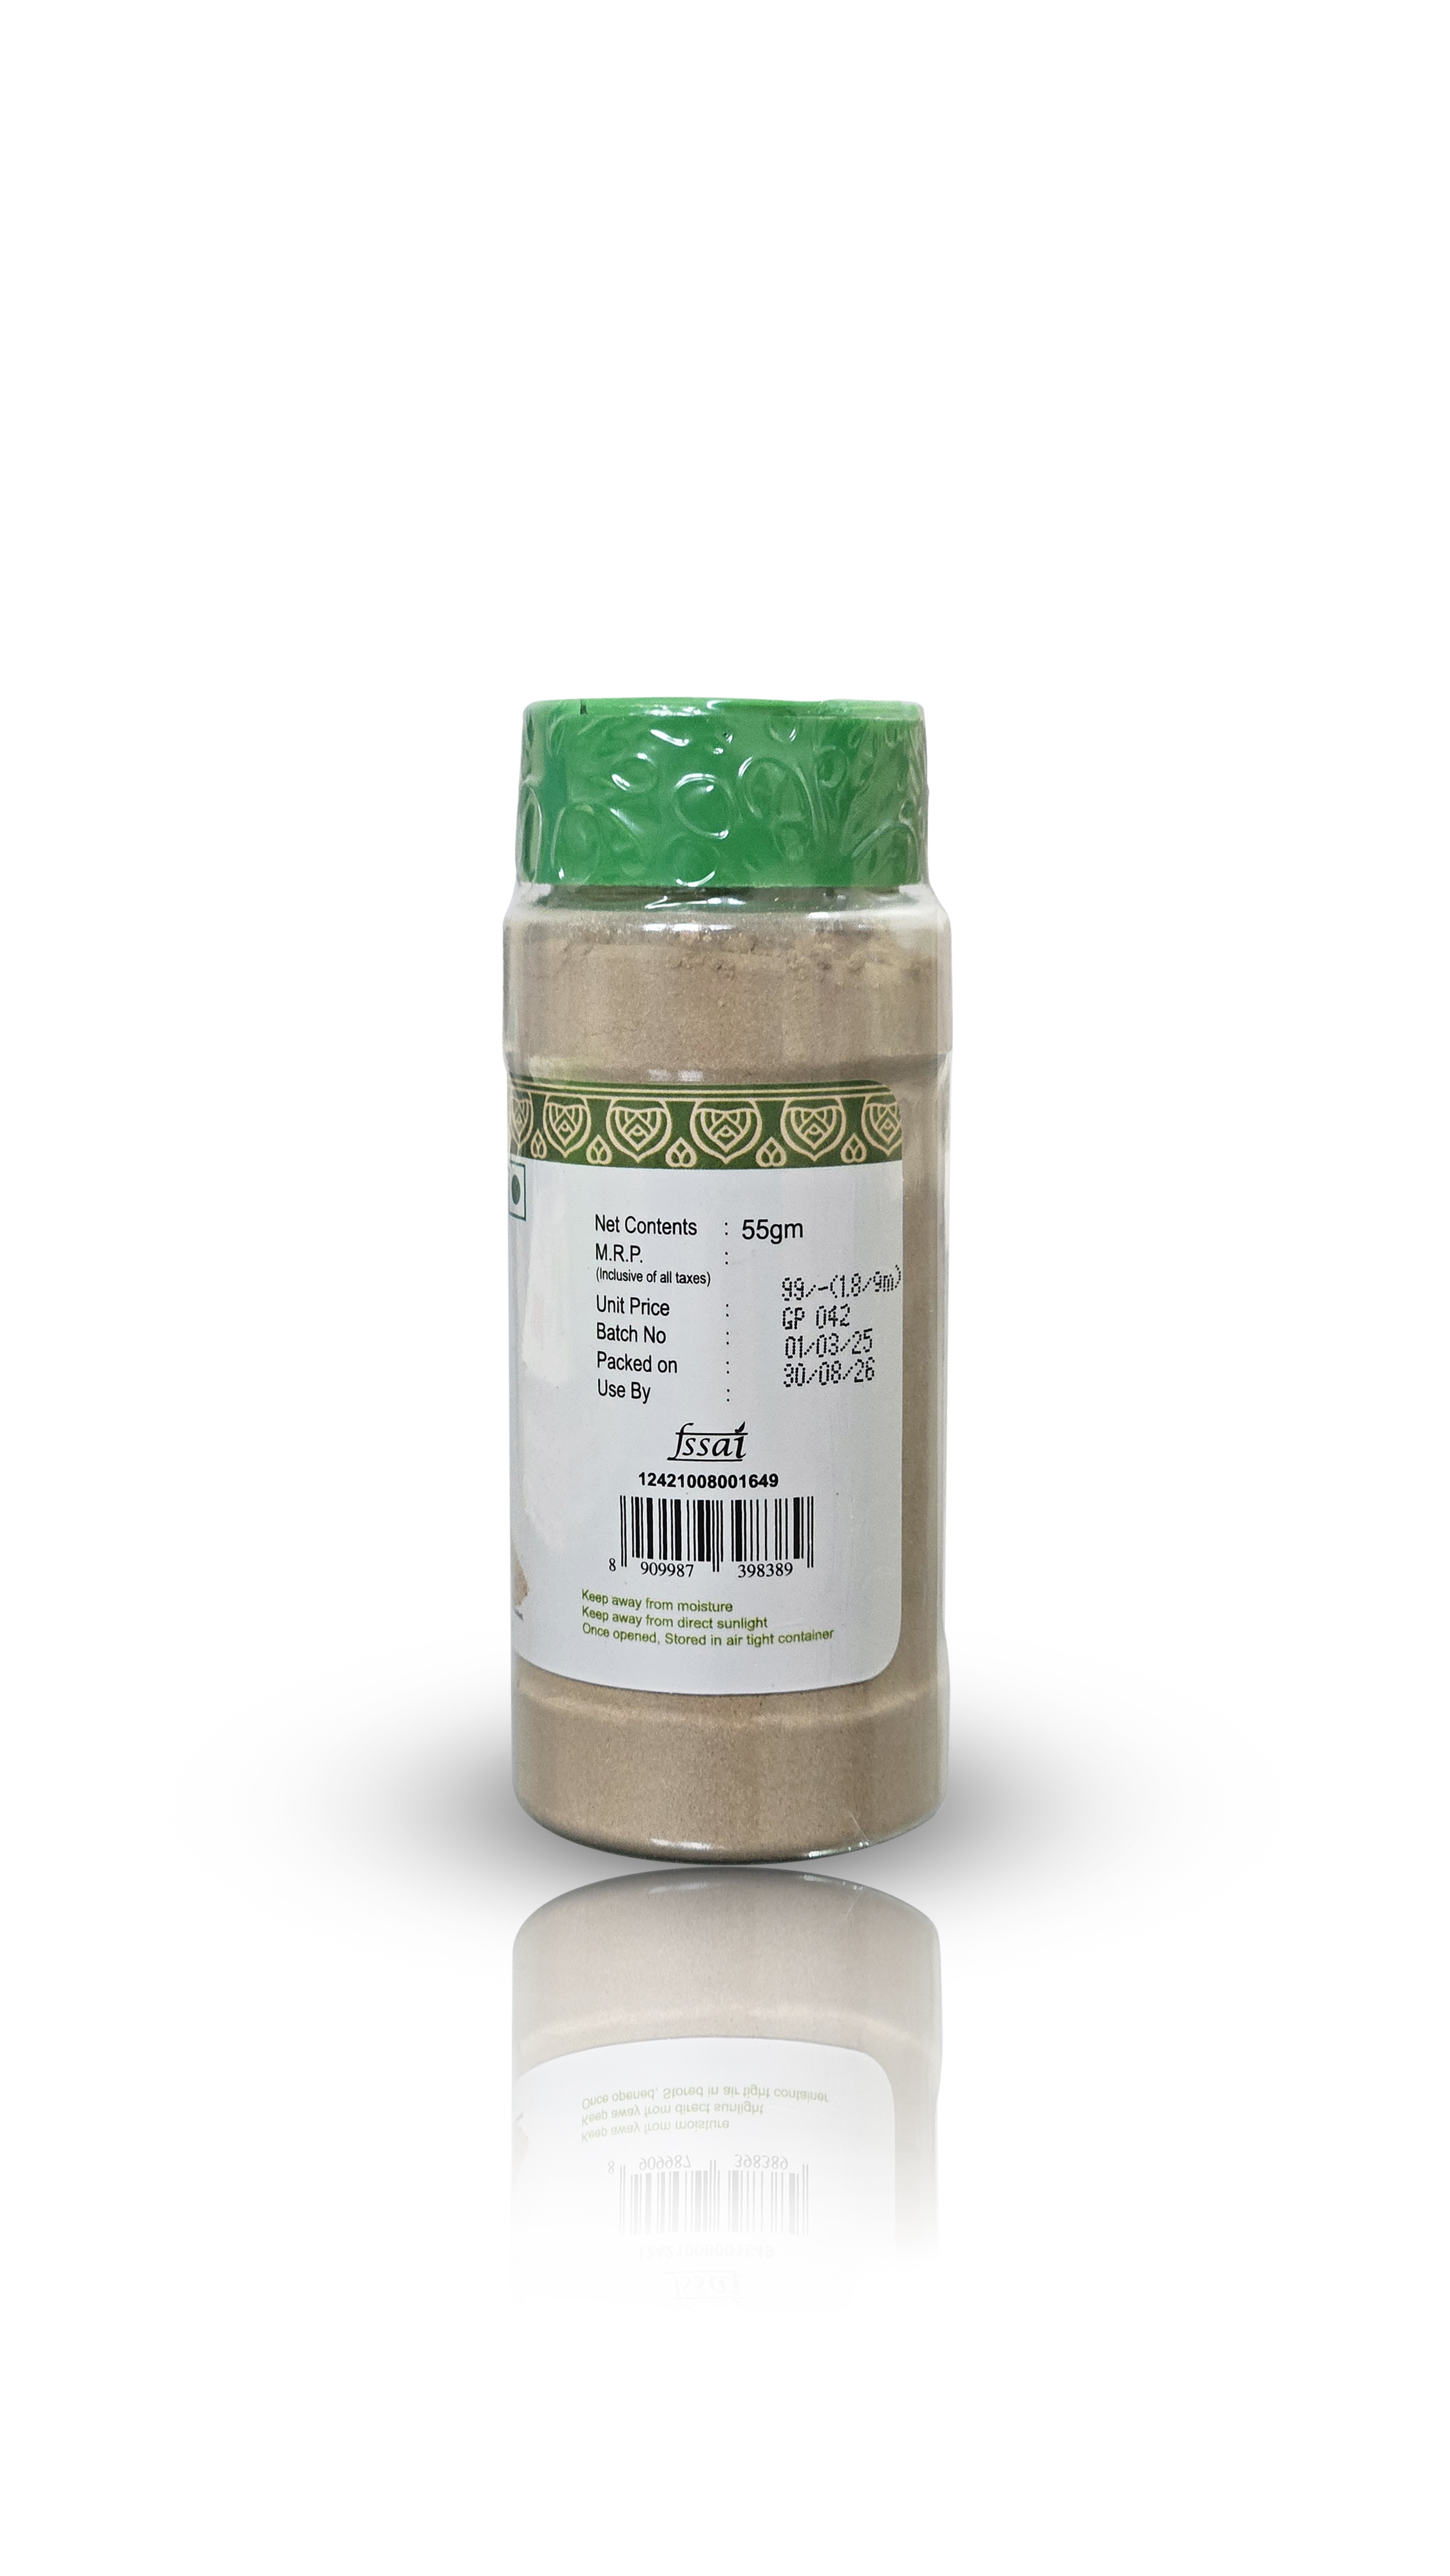 Net Contents : 55gm
M.R.P. :
(Inclusive of all taxes)
99/-(1.8/9m)
Unit Price :
GP 042
Batch No :
01/03/25
Packed on :
30/08/26
Use By :
fssai
12421008001649
8 909987 398389
Keep away from moisture
Keep away from direct sunlight
Once opened, Stored in air tight container